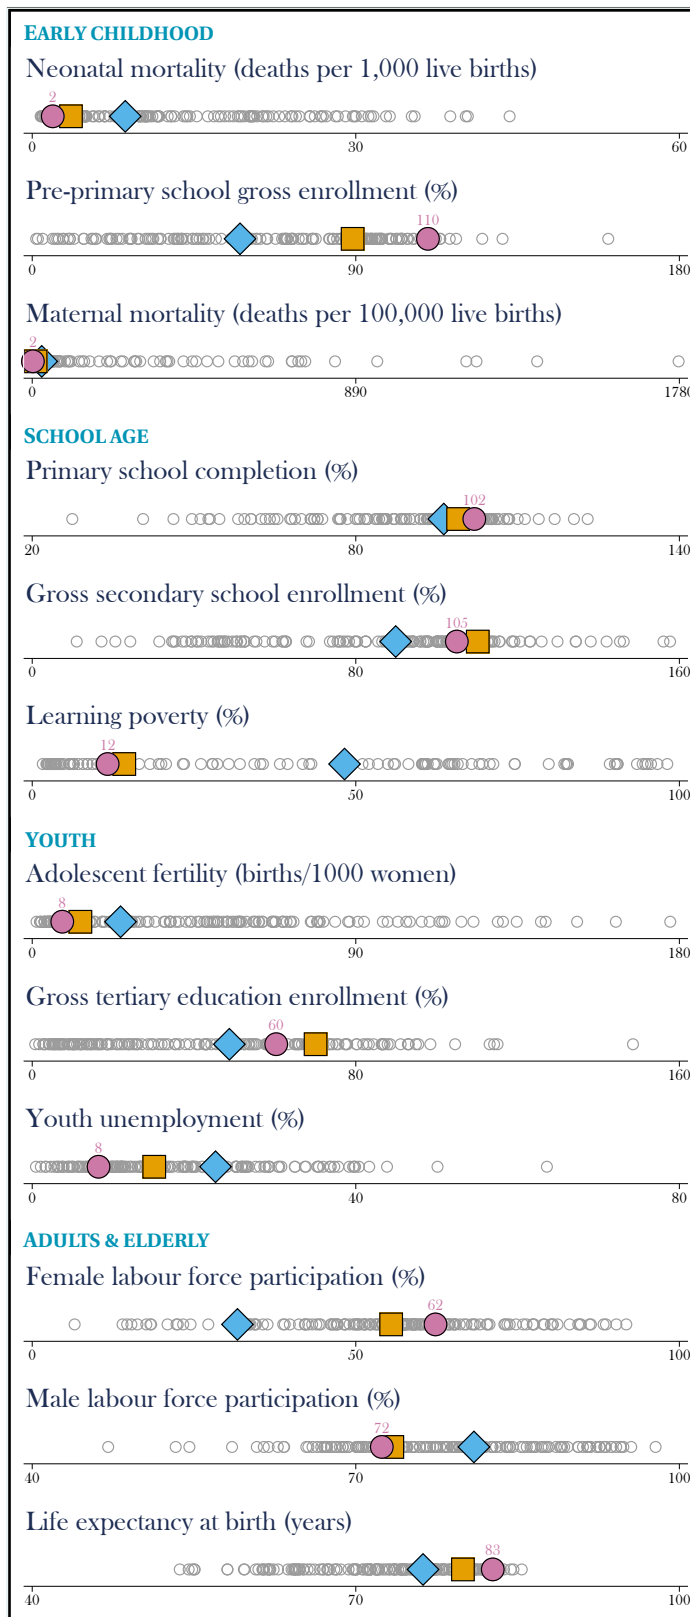 EARLY CHILDHOOD
Neonatal mortality (deaths per 1,000 live births)
2
0 30 60
Pre-primary school gross enrollment (%)
110
0 90 180
Maternal mortality (deaths per 100,000 live births)
2
0 890 1780
SCHOOL AGE
Primary school completion (%)
102
20 80 140
Gross secondary school enrollment (%)
105
0 80 160
Learning poverty (%)
12
0 50 100
YOUTH
Adolescent fertility (births/1000 women)
8
0 90 180
Gross tertiary education enrollment (%)
60
0 80 160
Youth unemployment (%)
8
0 40 80
ADULTS & ELDERLY
Female labour force participation (%)
62
0 50 100
Male labour force participation (%)
72
40 70 100
Life expectancy at birth (years)
83
40 70 100